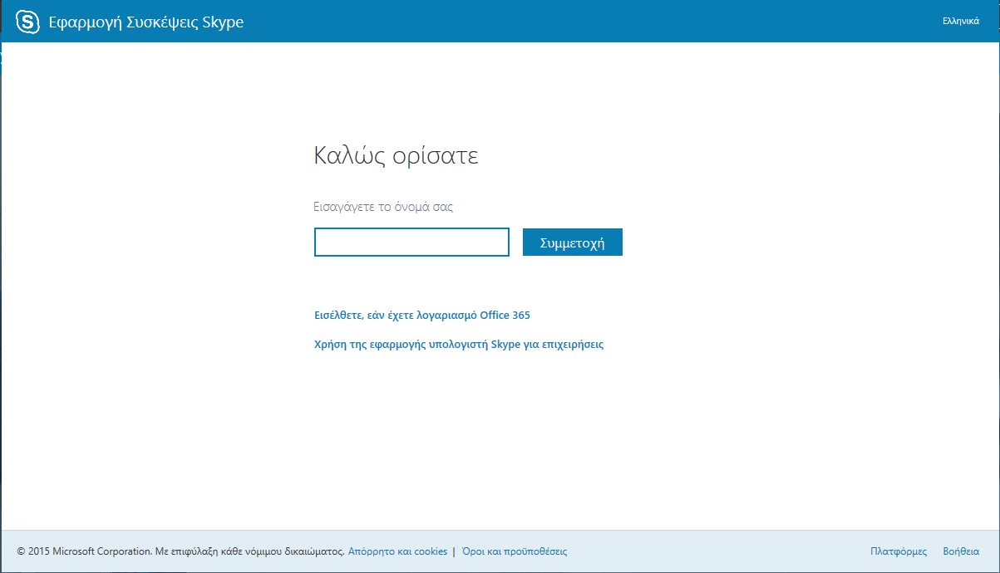 Εφαρμογή Συσκέψεις Skype
Ελληνικά
Καλώς ορίσατε
Εισαγάγετε το όνομά σας
Συμμετοχή
Εισέλθετε, εάν έχετε λογαριασμό Office 365
Χρήση της εφαρμογής υπολογιστή Skype για επιχειρήσεις
© 2015 Microsoft Corporation. Με επιφύλαξη κάθε νόμιμου δικαιώματος. Απόρρητο και cookies | Όροι και προϋποθέσεις Πλατφόρμες Βοήθεια